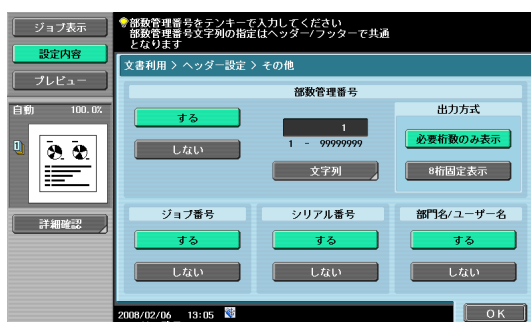 ジョブ表示
設定内容
プレビュー
自動 100.0%
詳細確認
部数管理番号をテンキーで入力してください
部数管理番号文字列の指定はヘッダー/フッターで共通
となります
文書利用 > ヘッダー設定 > その他
部数管理番号
する
しない
1
1 - 99999999
文字列
出力方式
必要桁数のみ表示
8桁固定表示
ジョブ番号
する
しない
シリアル番号
する
しない
部門名/ユーザー名
する
しない
2008/02/06 13:05
OK